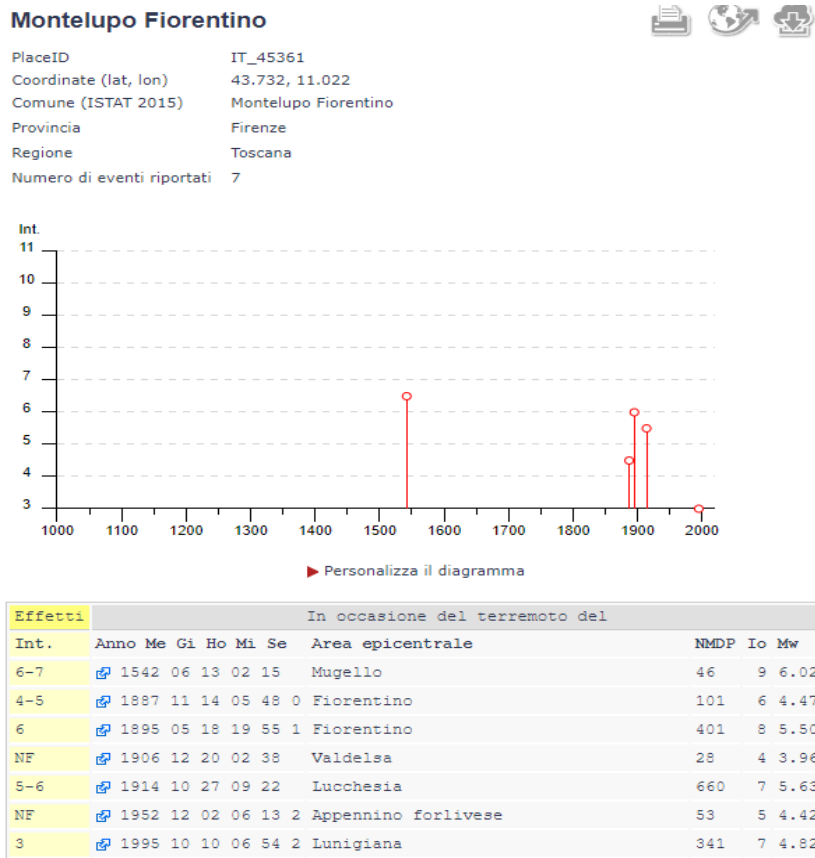 Montelupo Fiorentino
PlaceID IT_45361
Coordinate (lat, lon) 43.732, 11.022
Comune (ISTAT 2015) Montelupo Fiorentino
Provincia Firenze
Regione Toscana
Numero di eventi riportati 7
Int.
11
10
9
8
7
6
5
4
3
1000 1100 1200 1300 1400 1500 1600 1700 1800 1900 2000
Personalizza il diagramma
Effetti In occasione del terremoto del
Int. Anno Me Gi Ho Mi Se Area epicentrale NMDP Io Mw
6-7 1542 06 13 02 15 Mugello 46 9 6.02
4-5 1887 11 14 05 48 0 Fiorentino 101 6 4.47
6 1895 05 18 19 55 1 Fiorentino 401 8 5.50
NF 1906 12 20 02 38 Valdelsa 28 4 3.96
5-6 1914 10 27 09 22 Lucchesia 660 7 5.63
NF 1952 12 02 06 13 2 Appennino forlivese 53 5 4.42
3 1995 10 10 06 54 2 Lunigiana 341 7 4.82